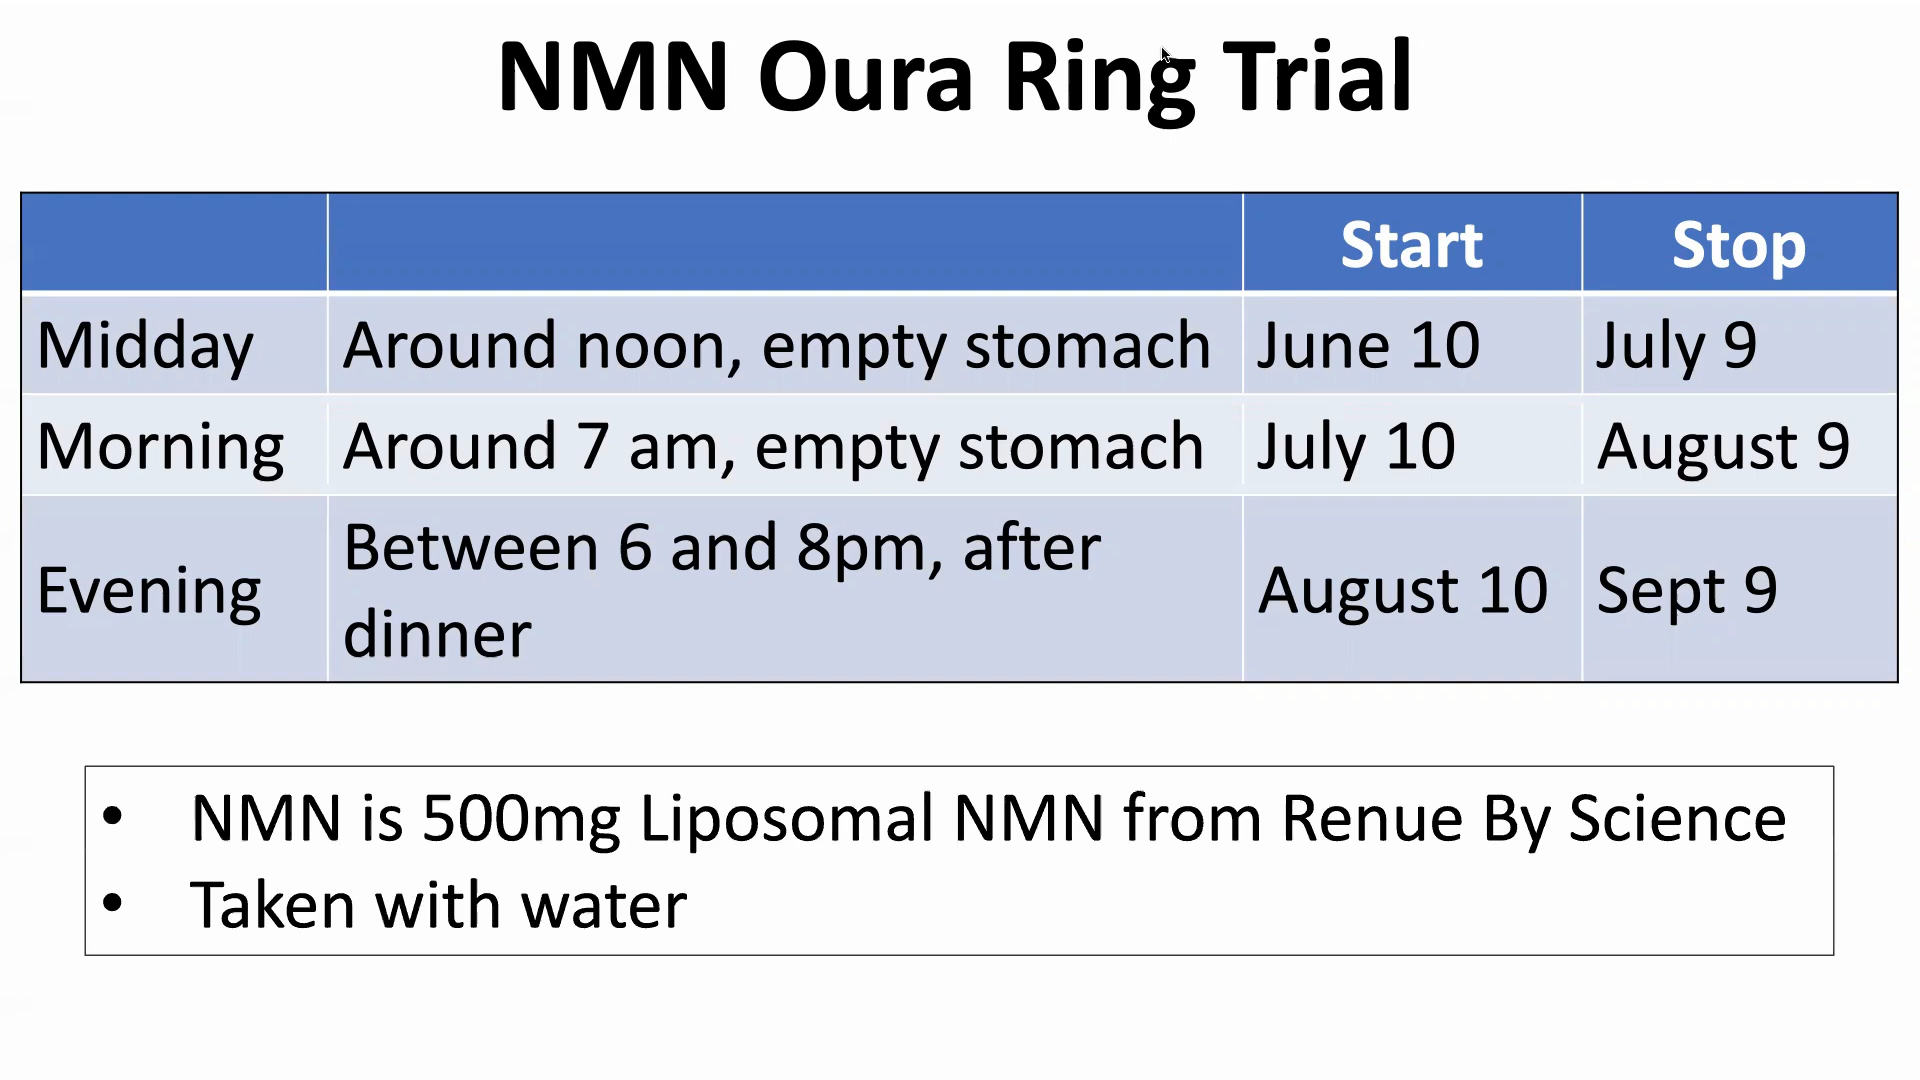 NMN Oura Ring Trial
Start Stop
Midday Around noon, empty stomach June 10 July 9
Morning Around 7 am, empty stomach July 10 August 9
Evening Between 6 and 8pm, after dinner August 10 Sept 9
• NMN is 500mg Liposomal NMN from Renue By Science
• Taken with water